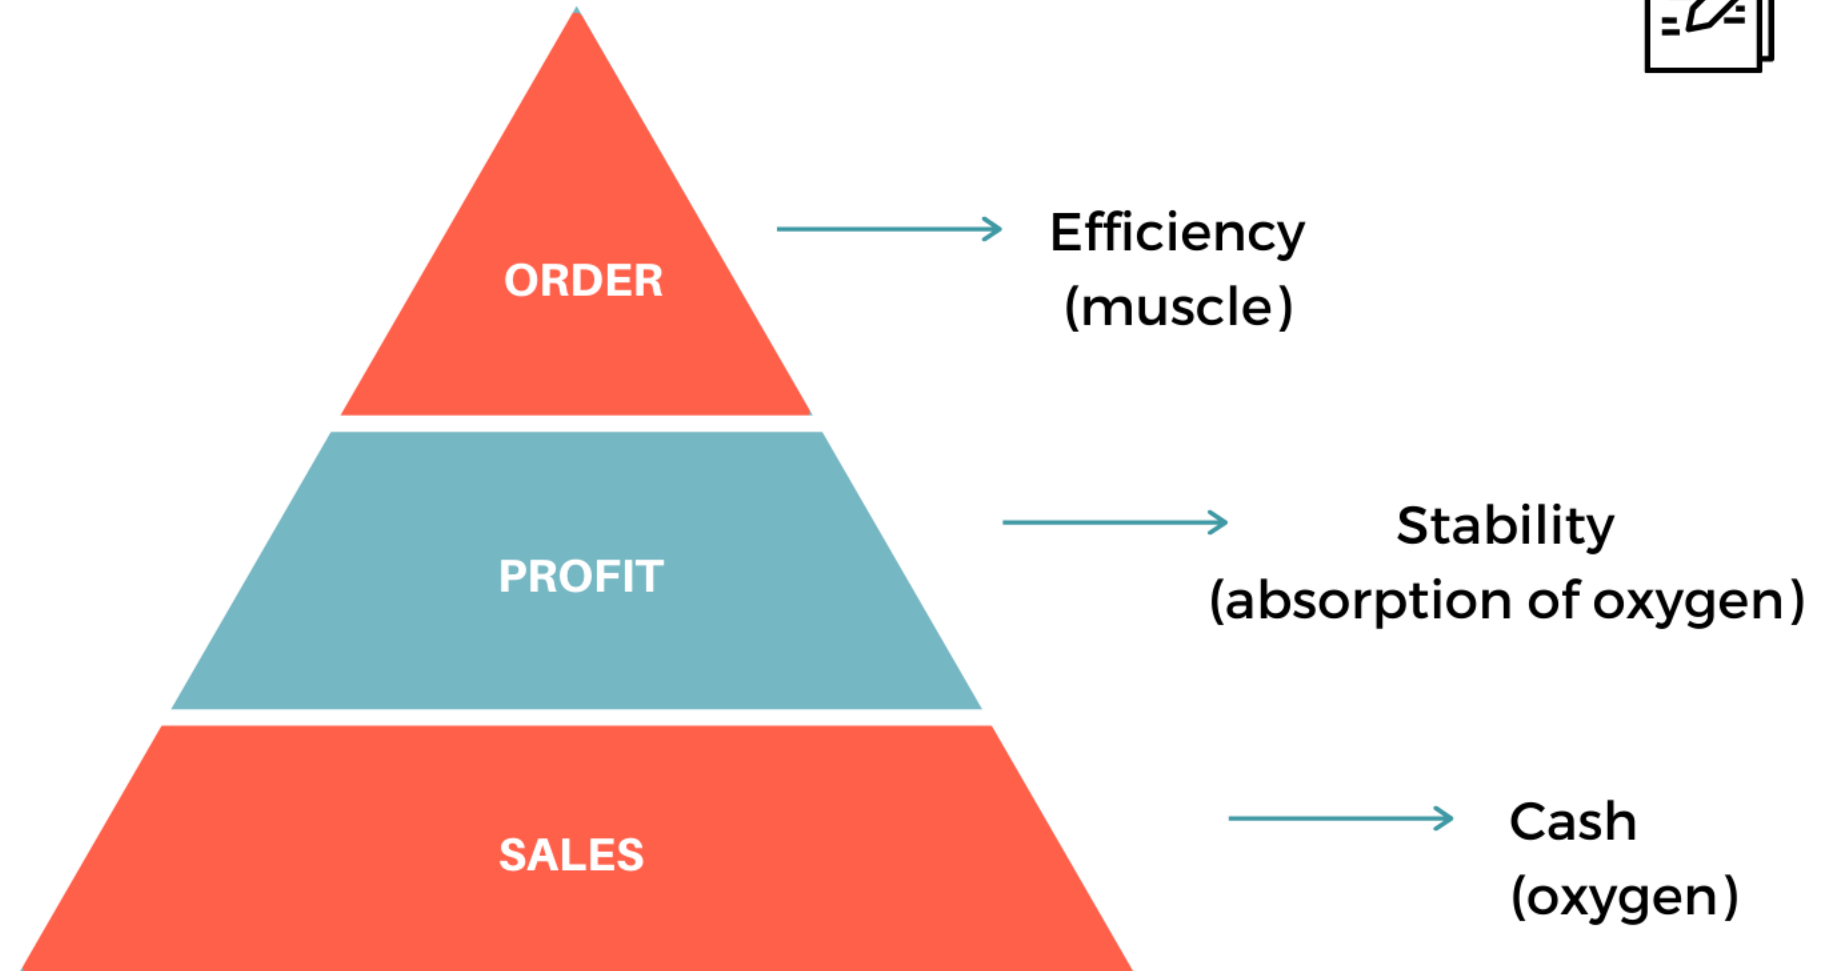 ORDER
Efficiency
(muscle)
PROFIT
Stability
(absorption of oxygen)
SALES
Cash
(oxygen)